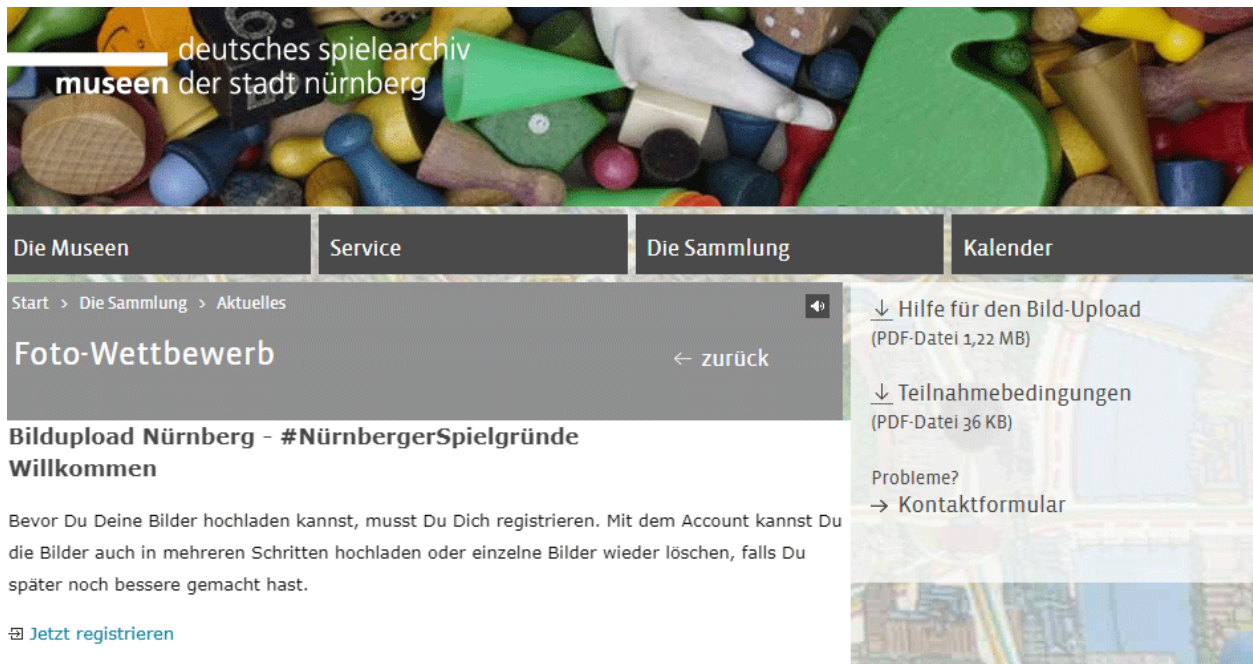 deutsches spielearchiv
museen der stadt nürnberg
Die Museen
Service
Die Sammlung
Kalender
Start > Die Sammlung > Aktuelles
Foto-Wettbewerb
← zurück
Bildupload Nürnberg - #NürnbergerSpielgründe
Willkommen
Bevor Du Deine Bilder hochladen kannst, musst Du Dich registrieren. Mit dem Account kannst Du
die Bilder auch in mehreren Schritten hochladen oder einzelne Bilder wieder löschen, falls Du
später noch bessere gemacht hast.
Jetzt registrieren
Hilfe für den Bild-Upload
(PDF-Datei 1,22 MB)
Teilnahmebedingungen
(PDF-Datei 36 KB)
Probleme?
→ Kontaktformular